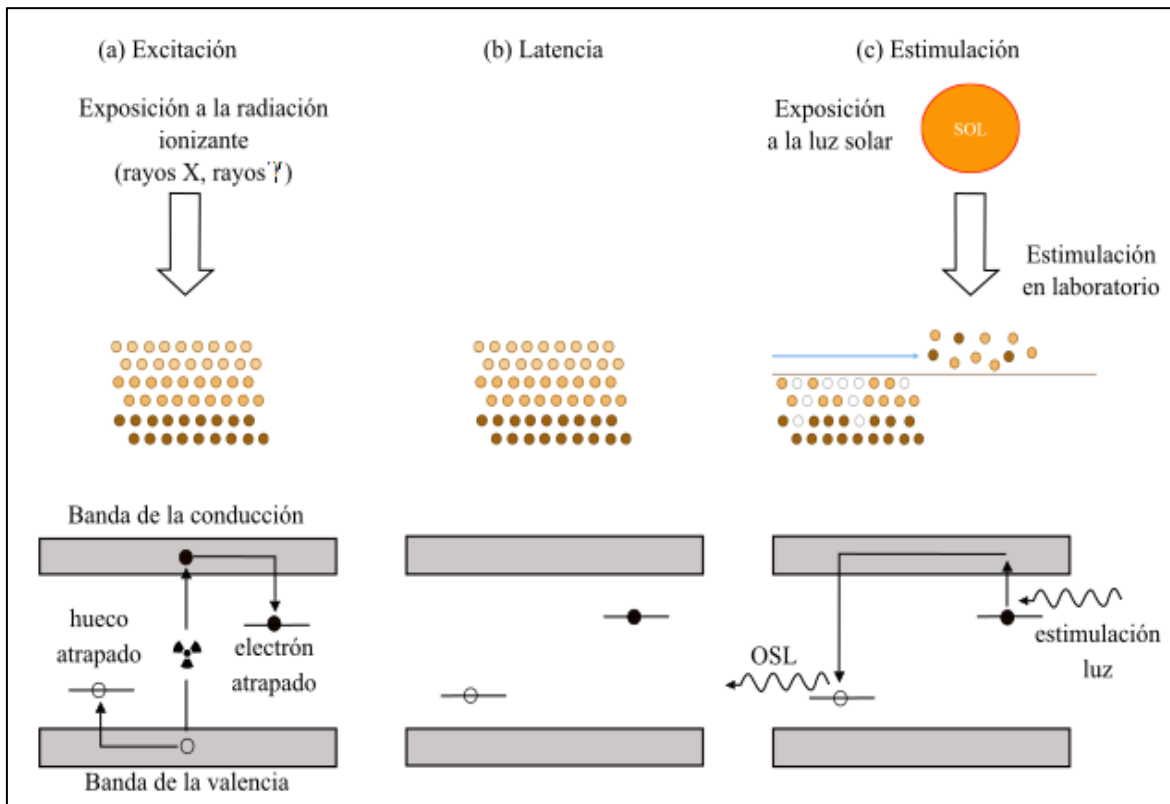 (a) Excitación
(b) Latencia
(c) Estimulación
Exposición a la radiación
ionizante
(rayos X, rayos γ)
Exposición
a la luz solar
SOL
Estimulación
en laboratorio
Banda de la conducción
hueco
atrapado
electrón
atrapado
Banda de la valencia
OSL
estimulación
luz